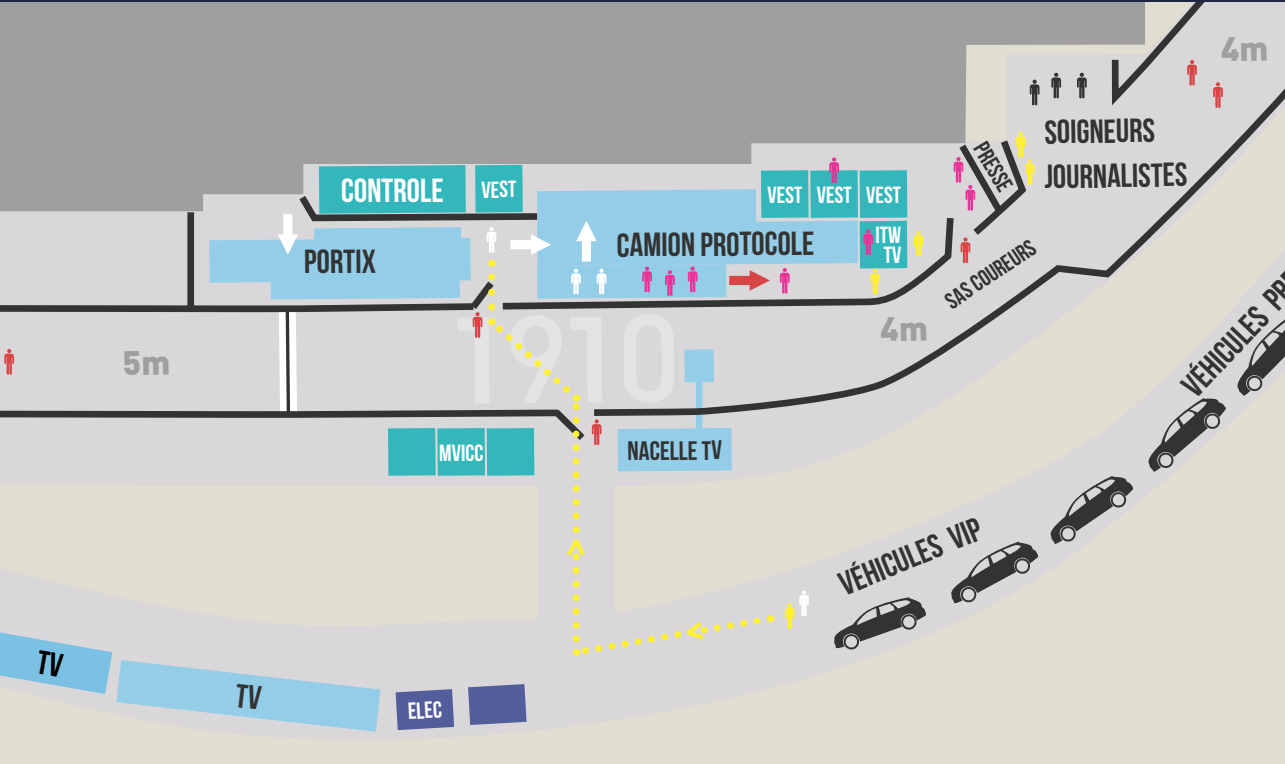 4m
SOIGNEURS
JOURNALISTES
PRESSE
CONTROLE
VEST
VEST
VEST
VEST
PORTIX
CAMION PROTOCOLE
ITW
TV
SAS COUREURS
1910
5m
4m
MVICC
NACELLE TV
VÉHICULES VIP
VÉHICULES
TV
TV
ELEC